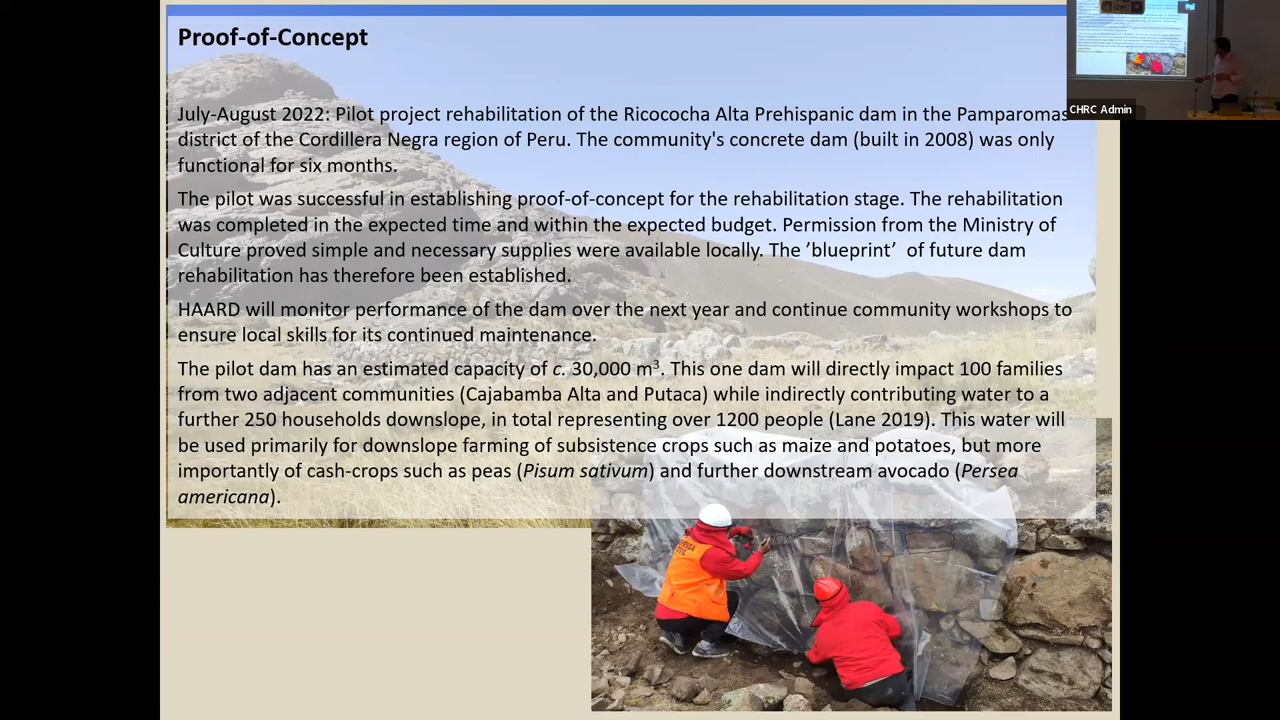 Proof-of-Concept
July-August 2022: Pilot project rehabilitation of the Ricococha Alta Prehispanic dam in the Pamparomas
district of the Cordillera Negra region of Peru. The community's concrete dam (built in 2008) was only
functional for six months.
The pilot was successful in establishing proof-of-concept for the rehabilitation stage. The rehabilitation
was completed in the expected time and within the expected budget. Permission from the Ministry of
Culture proved simple and necessary supplies were available locally. The ’blueprint’ of future dam
rehabilitation has therefore been established.
HAARD will monitor performance of the dam over the next year and continue community workshops to
ensure local skills for its continued maintenance.
The pilot dam has an estimated capacity of c. 30,000 m³. This one dam will directly impact 100 families
from two adjacent communities (Cajabamba Alta and Putaca) while indirectly contributing water to a
further 250 households downslope, in total representing over 1200 people (Lane 2019). This water will
be used primarily for downslope farming of subsistence crops such as maize and potatoes, but more
importantly of cash-crops such as peas (Pisum sativum) and further downstream avocado (Persea
americana).
CHRC Admin